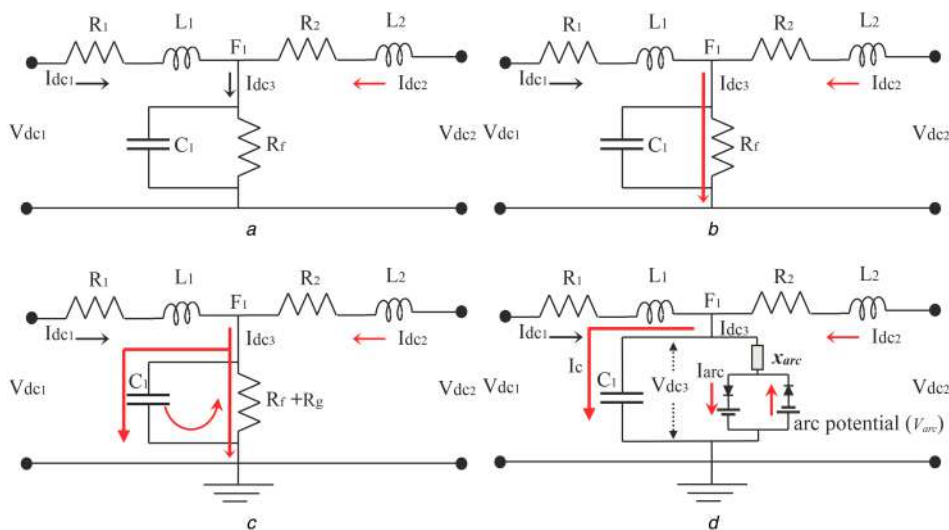 R1 L1 F1 R2 L2
Idc1 Idc3 Idc2
Vdc1 C1 Rf Vdc2
a
R1 L1 F1 R2 L2
Idc1 Idc3 Idc2
Vdc1 C1 Rf Vdc2
b
R1 L1 F1 R2 L2
Idc1 Idc3 Idc2
Vdc1 C1 Rf +Rg Vdc2
c
R1 L1 F1 R2 L2
Idc1 Idc3 Idc2
Ic xarc
Vdc1 C1 Vdc3 Iarc Vdc2
arc potential (Varc)
d